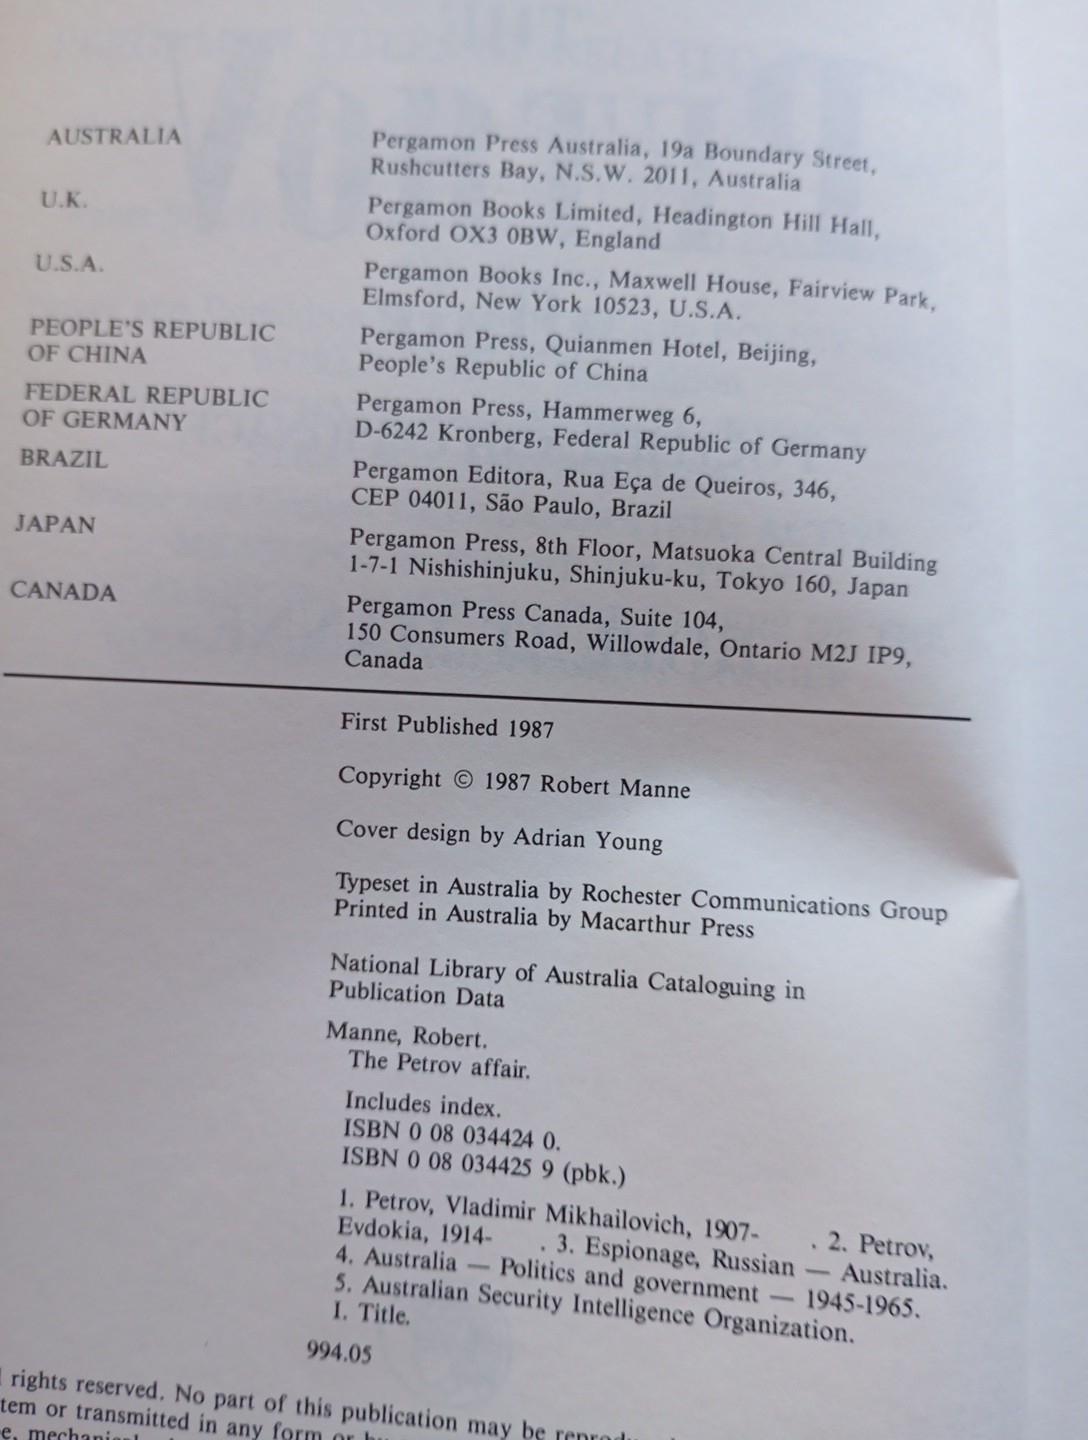 AUSTRALIA Pergamon Press Australia, 19a Boundary Street,
Rushcutters Bay, N.S.W. 2011, Australia
U.K. Pergamon Books Limited, Headington Hill Hall,
Oxford OX3 0BW, England
U.S.A. Pergamon Books Inc., Maxwell House, Fairview Park,
Elmsford, New York 10523, U.S.A.
PEOPLE'S REPUBLIC Pergamon Press, Quianmen Hotel, Beijing,
OF CHINA People's Republic of China
FEDERAL REPUBLIC Pergamon Press, Hammerweg 6,
OF GERMANY D-6242 Kronberg, Federal Republic of Germany
BRAZIL Pergamon Editora, Rua Eça de Queiros, 346,
CEP 04011, São Paulo, Brazil
JAPAN Pergamon Press, 8th Floor, Matsuoka Central Building
1-7-1 Nishishinjuku, Shinjuku-ku, Tokyo 160, Japan
CANADA Pergamon Press Canada, Suite 104,
150 Consumers Road, Willowdale, Ontario M2J IP9,
Canada
First Published 1987
Copyright © 1987 Robert Manne
Cover design by Adrian Young
Typeset in Australia by Rochester Communications Group
Printed in Australia by Macarthur Press
National Library of Australia Cataloguing in
Publication Data
Manne, Robert.
The Petrov affair.
Includes index.
ISBN 0 08 034424 0.
ISBN 0 08 034425 9 (pbk.)
1. Petrov, Vladimir Mikhailovich, 1907- . 2. Petrov,
Evdokia, 1914- . 3. Espionage, Russian — Australia.
4. Australia — Politics and government — 1945-1965.
5. Australian Security Intelligence Organization.
I. Title.
994.05
rights reserved. No part of this publication may be
or transmitted in any form or